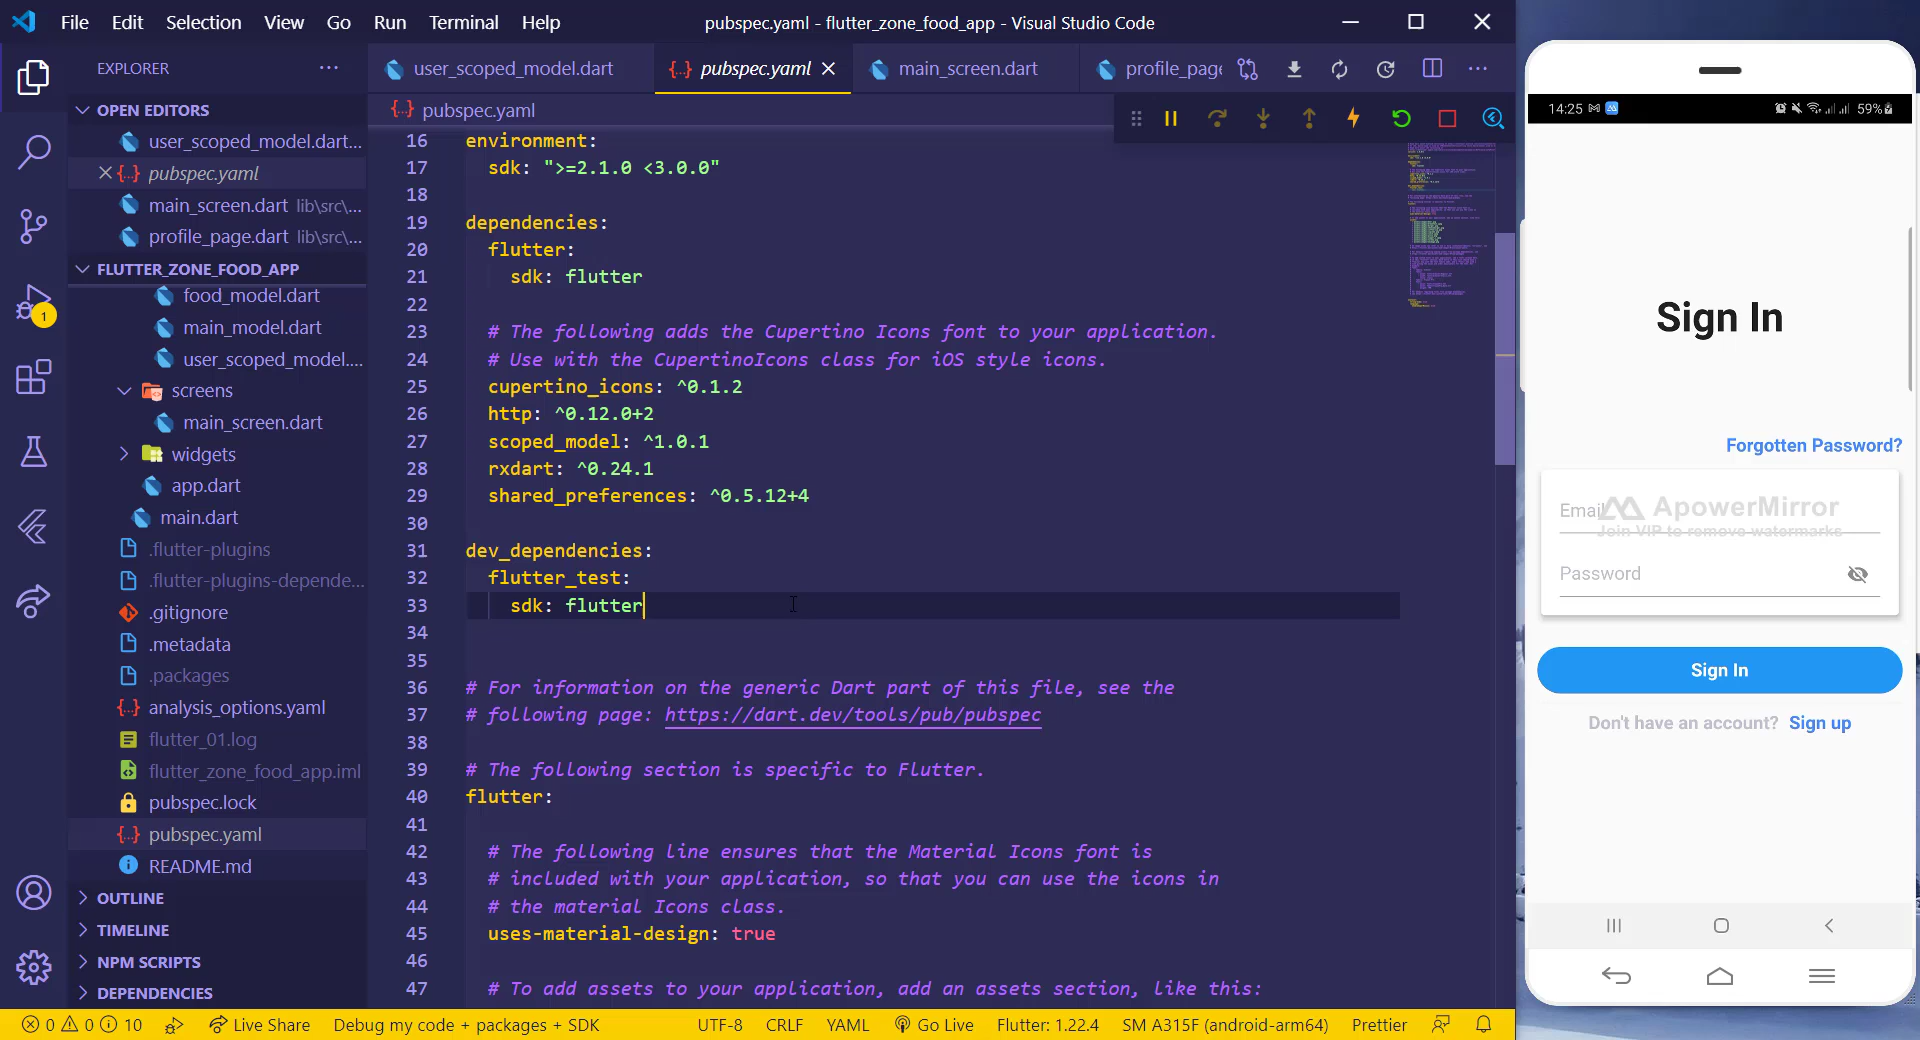 File Edit Selection View Go Run Terminal Help
pubspec.yaml - flutter_zone_food_app - Visual Studio Code
EXPLORER
OPEN EDITORS
user_scoped_model.dart...
pubspec.yaml
main_screen.dart lib\src\...
profile_page.dart lib\src\...
FLUTTER_ZONE_FOOD_APP
food_model.dart
main_model.dart
user_scoped_model....
screens
main_screen.dart
widgets
app.dart
main.dart
.flutter-plugins
.flutter-plugins-depende...
.gitignore
.metadata
.packages
analysis_options.yaml
flutter_01.log
flutter_zone_food_app.iml
pubspec.lock
pubspec.yaml
README.md
OUTLINE
TIMELINE
NPM SCRIPTS
DEPENDENCIES
1
user_scoped_model.dart
pubspec.yaml
main_screen.dart
profile_page
pubspec.yaml
16 environment:
17 sdk: ">=2.1.0 <3.0.0"
18
19 dependencies:
20 flutter:
21 sdk: flutter
22
23 # The following adds the Cupertino Icons font to your application.
24 # Use with the CupertinoIcons class for iOS style icons.
25 cupertino_icons: ^0.1.2
26 http: ^0.12.0+2
27 scoped_model: ^1.0.1
28 rxdart: ^0.24.1
29 shared_preferences: ^0.5.12+4
30
31 dev_dependencies:
32 flutter_test:
33 sdk: flutter
34
35
36 # For information on the generic Dart part of this file, see the
37 # following page: https://dart.dev/tools/pub/pubspec
38
39 # The following section is specific to Flutter.
40 flutter:
41
42 # The following line ensures that the Material Icons font is
43 # included with your application, so that you can use the icons in
44 # the material Icons class.
45 uses-material-design: true
46
47 # To add assets to your application, add an assets section, like this:
0 0 10 Live Share Debug my code + packages + SDK UTF-8 CRLF YAML Go Live Flutter: 1.22.4 SM A315F (android-arm64) Prettier
14:25 59%
Sign In
Forgotten Password?
Email
ApowerMirror
Join VIP to remove watermarks
Password
Sign In
Don't have an account? Sign up